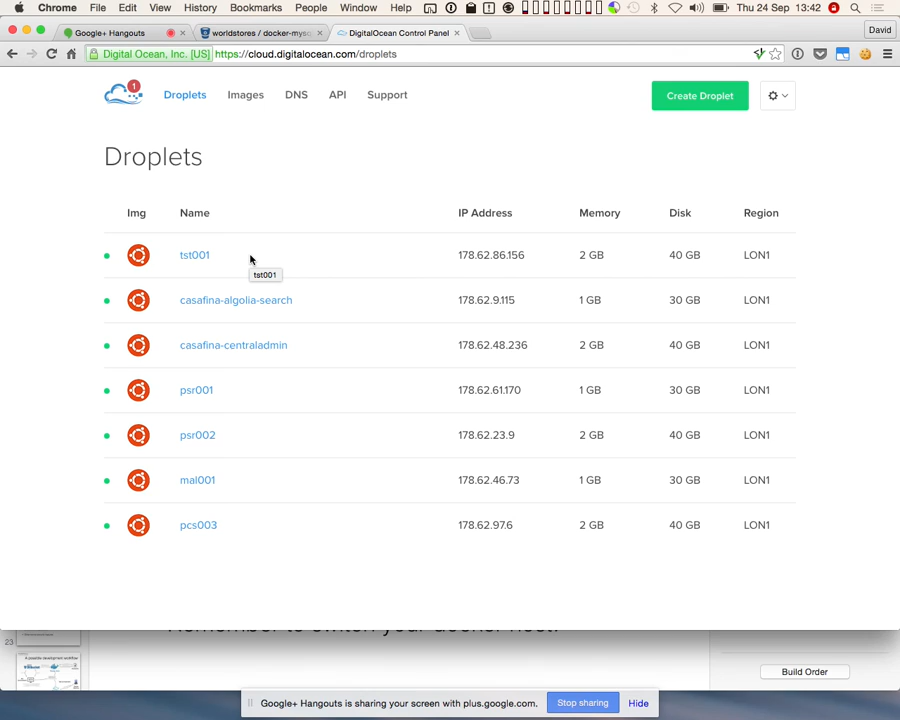 Chrome File Edit View History Bookmarks People Window Help Thu 24 Sep 13:42
Google+ Hangouts worldstores / docker-mysq DigitalOcean Control Panel David
Digital Ocean, Inc. [US] https://cloud.digitalocean.com/droplets
1 Droplets Images DNS API Support Create Droplet
Droplets
Img Name IP Address Memory Disk Region
tst001 178.62.86.156 2 GB 40 GB LON1
tst001
casafina-algolia-search 178.62.9.115 1 GB 30 GB LON1
casafina-centraladmin 178.62.48.236 2 GB 40 GB LON1
psr001 178.62.61.170 1 GB 30 GB LON1
psr002 178.62.23.9 2 GB 40 GB LON1
mal001 178.62.46.73 1 GB 30 GB LON1
pcs003 178.62.97.6 2 GB 40 GB LON1
23
A possible development workflow
Build Order
Google+ Hangouts is sharing your screen with plus.google.com. Stop sharing Hide